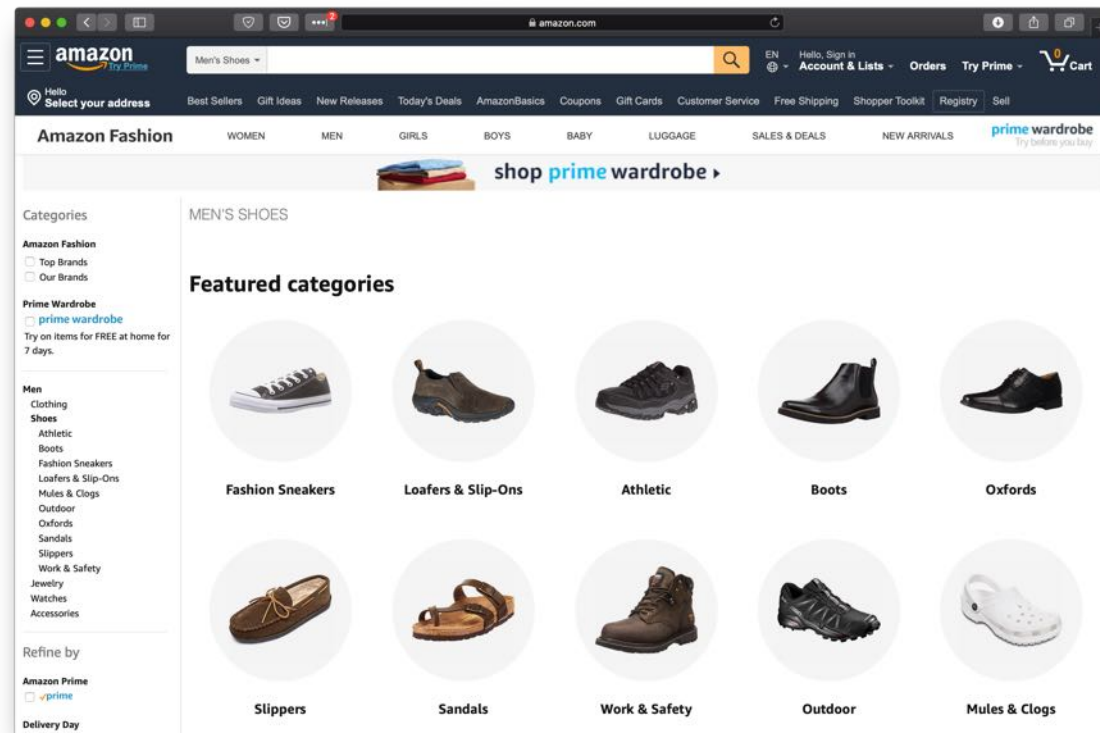 2
amazon.com
amazon
Try Prime
Men's Shoes
EN
Hello, Sign in
Account & Lists
Orders
Try Prime
0
Cart
Hello
Select your address
Best Sellers Gift Ideas New Releases Today's Deals AmazonBasics Coupons Gift Cards Customer Service Free Shipping Shopper Toolkit Registry Sell
Amazon Fashion WOMEN MEN GIRLS BOYS BABY LUGGAGE SALES & DEALS NEW ARRIVALS prime wardrobe
Try before you buy
shop prime wardrobe
Categories
Amazon Fashion
Top Brands
Our Brands
Prime Wardrobe
prime wardrobe
Try on items for FREE at home for
7 days.
Men
Clothing
Shoes
Athletic
Boots
Fashion Sneakers
Loafers & Slip-Ons
Mules & Clogs
Outdoor
Oxfords
Sandals
Slippers
Work & Safety
Jewelry
Watches
Accessories
Refine by
Amazon Prime
prime
Delivery Day
MEN'S SHOES
Featured categories
Fashion Sneakers Loafers & Slip-Ons Athletic Boots Oxfords
Slippers Sandals Work & Safety Outdoor Mules & Clogs